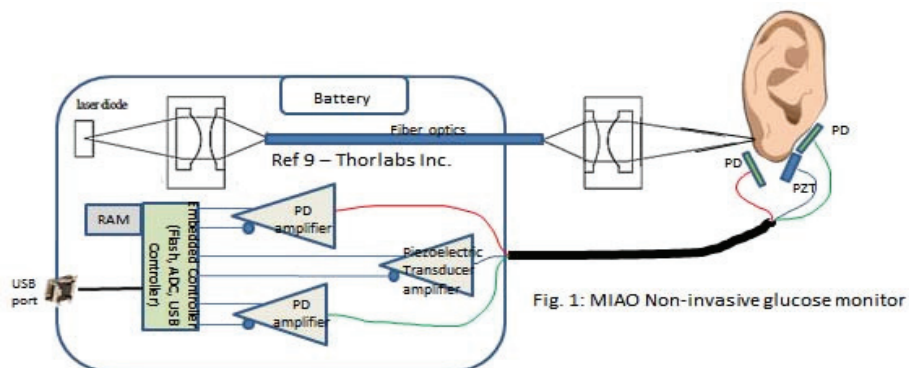 Battery
laser diode
Fiber optics
Ref 9 – Thorlabs Inc.
PD
PD
PZT
RAM
Embedded Controller
(Flash, ADC, USB
Controller)
PD
amplifier
Piezoelectric
Transducer
amplifier
PD
amplifier
USB
port
Fig. 1: MIAO Non-invasive glucose monitor